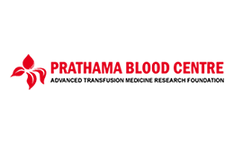 PRATHAMA BLOOD CENTRE
ADVANCED TRANSFUSION MEDICINE RESEARCH FOUNDATION